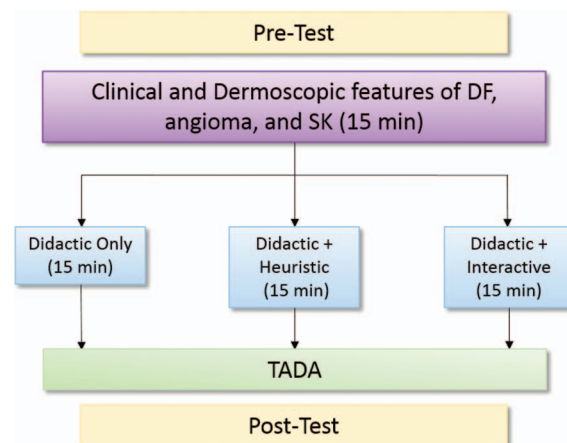 Pre-Test
Clinical and Dermoscopic features of DF,
angioma, and SK (15 min)
Didactic Only
(15 min)
Didactic +
Heuristic
(15 min)
Didactic +
Interactive
(15 min)
TADA
Post-Test